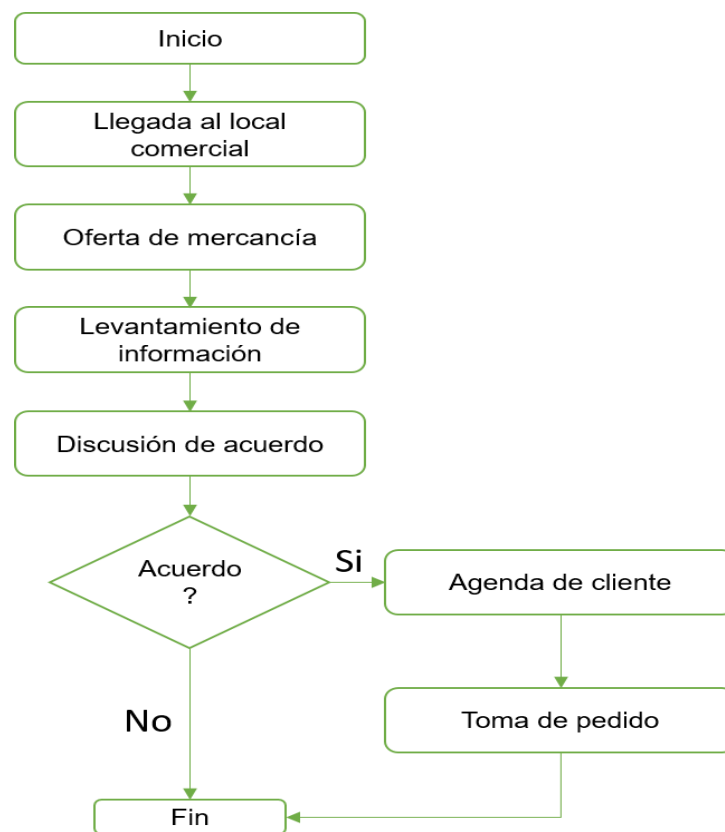 Inicio
Llegada al local
comercial
Oferta de mercancía
Levantamiento de
información
Discusión de acuerdo
Acuerdo
?
Si
Agenda de cliente
Toma de pedido
No
Fin